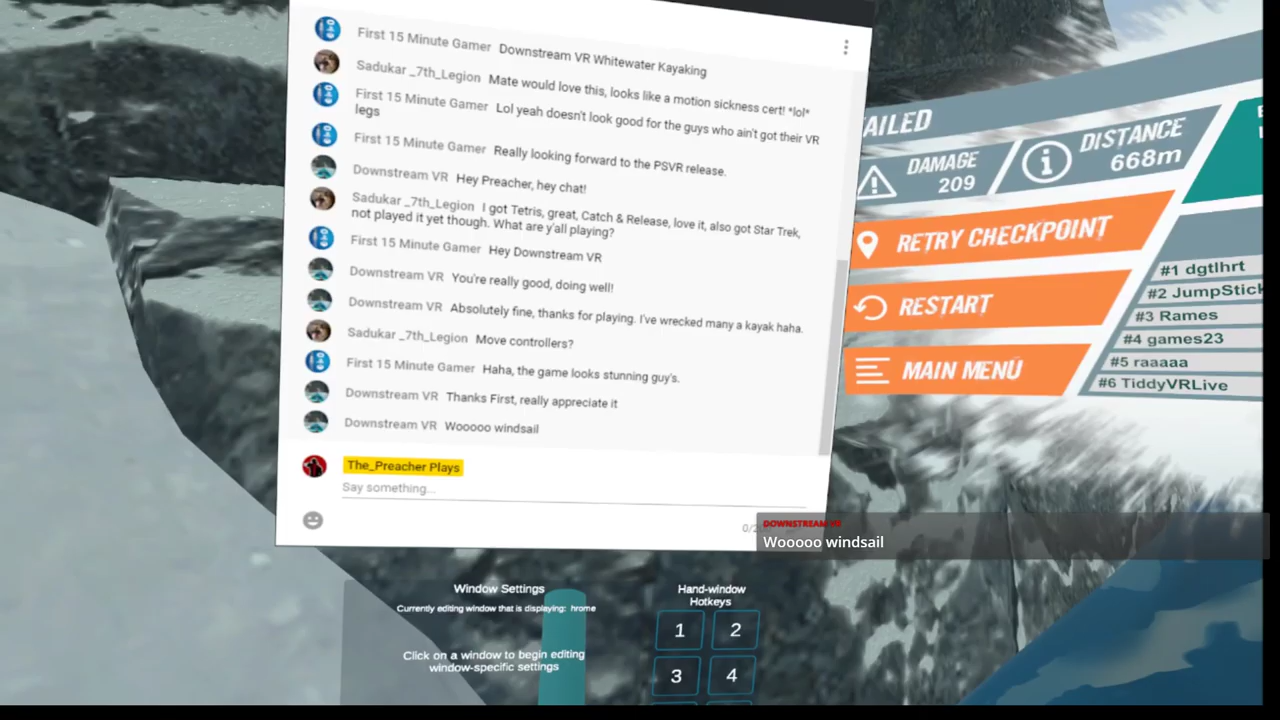 First 15 Minute Gamer Downstream VR Whitewater Kayaking
Sadukar _7th_Legion Mate would love this, looks like a motion sickness cert! *lol*
First 15 Minute Gamer Lol yeah doesn't look good for the guys who ain't got their VR
legs
First 15 Minute Gamer Really looking forward to the PSVR release.
Downstream VR Hey Preacher, hey chat!
Sadukar _7th_Legion I got Tetris, great, Catch & Release, love it, also got Star Trek,
not played it yet though. What are y'all playing?
First 15 Minute Gamer Hey Downstream VR
Downstream VR You're really good, doing well!
Downstream VR Absolutely fine, thanks for playing. I've wrecked many a kayak haha.
Sadukar _7th_Legion Move controllers?
First 15 Minute Gamer Haha, the game looks stunning guy's.
Downstream VR Thanks First, really appreciate it
Downstream VR Wooooo windsail
The_Preacher Plays
Say something...
DOWNSTREAM VR
Wooooo windsail
AILED
DAMAGE
209
DISTANCE
668m
RETRY CHECKPOINT
RESTART
MAIN MENU
#1 dgtlhrt
#2 JumpStick
#3 Rames
#4 games23
#5 raaaaa
#6 TiddyVRLive
Window Settings
Currently editing window that is displaying: hrome
Click on a window to begin editing
window-specific settings
Hand-window
Hotkeys
1 2
3 4